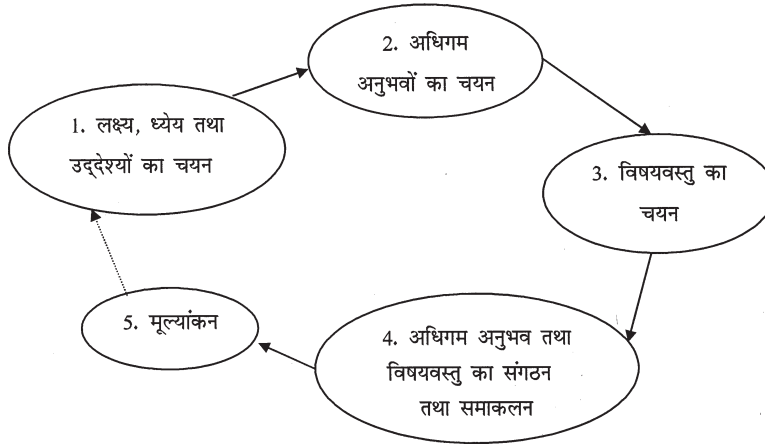 1. लक्ष्य, ध्येय तथा
उद्‌देश्यों का चयन
2. अधिगम
अनुभवों का चयन
3. विषयवस्तु का
चयन
4. अधिगम अनुभव तथा
विषयवस्तु का संगठन
तथा समाकलन
5. मूल्यांकन